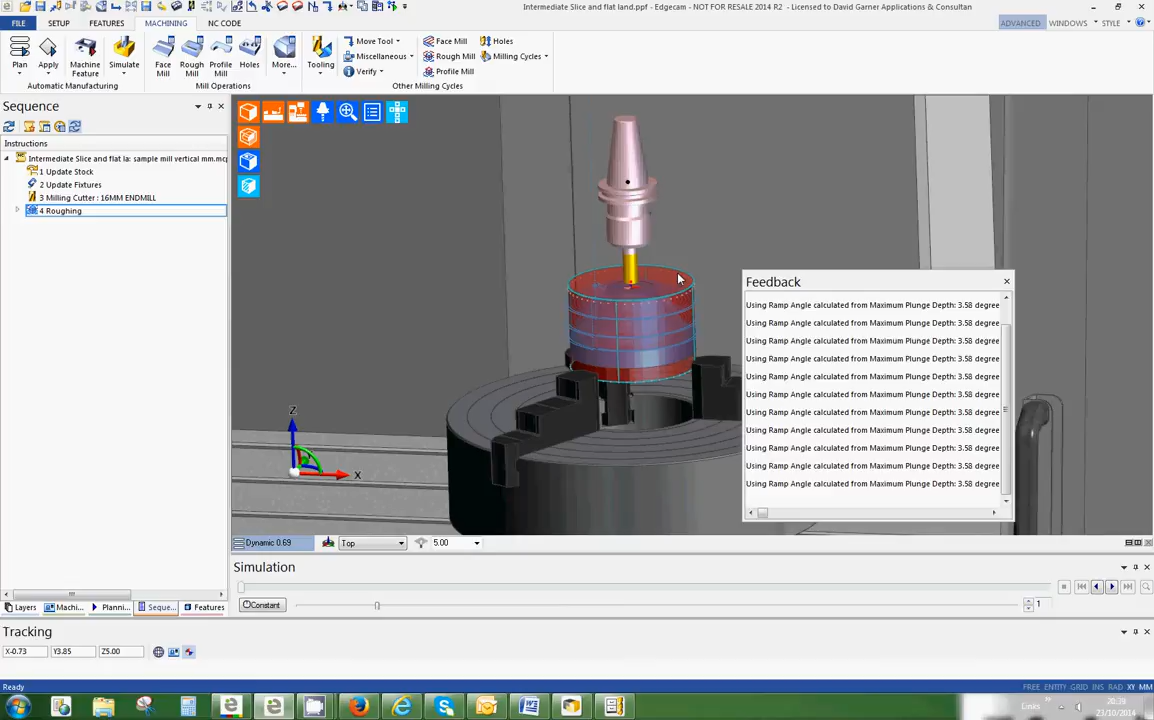 Intermediate Slice and flat land.ppf - Edgecam - NOT FOR RESALE 2014 R2 - Licensed to David Garner Applications & Consultan
FILE SETUP FEATURES MACHINING NC CODE ADVANCED WINDOWS STYLE
Plan Apply Machine Feature Simulate Face Mill Rough Mill Profile Mill Holes More... Tooling
Move Tool Face Mill Holes
Miscellaneous Rough Mill Milling Cycles
Verify Profile Mill
Automatic Manufacturing Mill Operations Other Milling Cycles
Sequence
Instructions
Intermediate Slice and flat la: sample mill vertical mm.mcp
1 Update Stock
2 Update Fixtures
3 Milling Cutter : 16MM ENDMILL
4 Roughing
Feedback
Using Ramp Angle calculated from Maximum Plunge Depth: 3.58 degree
Using Ramp Angle calculated from Maximum Plunge Depth: 3.58 degree
Using Ramp Angle calculated from Maximum Plunge Depth: 3.58 degree
Using Ramp Angle calculated from Maximum Plunge Depth: 3.58 degree
Using Ramp Angle calculated from Maximum Plunge Depth: 3.58 degree
Using Ramp Angle calculated from Maximum Plunge Depth: 3.58 degree
Using Ramp Angle calculated from Maximum Plunge Depth: 3.58 degree
Using Ramp Angle calculated from Maximum Plunge Depth: 3.58 degree
Using Ramp Angle calculated from Maximum Plunge Depth: 3.58 degree
Using Ramp Angle calculated from Maximum Plunge Depth: 3.58 degree
Using Ramp Angle calculated from Maximum Plunge Depth: 3.58 degree
Z
X
Dynamic 0.69 Top 5.00
Simulation
Constant 1
Layers Machi... Planni... Seque... Features
Tracking
X-0.73 Y3.85 Z5.00
Ready FREE ENTITY GRID INS RAD XY MM
Links
20:39
23/10/2014